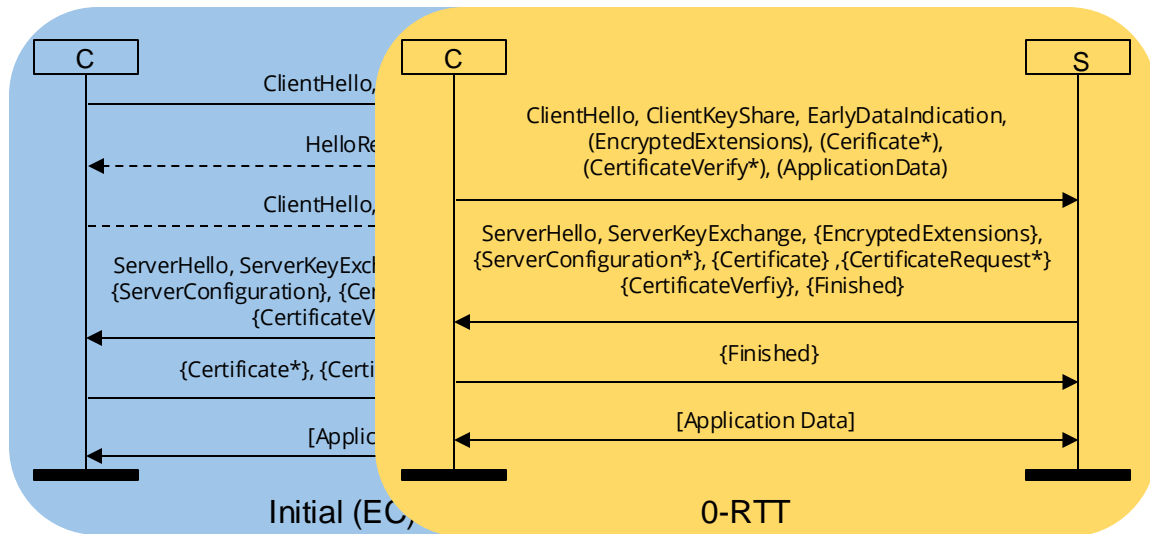 C
ClientHello,
HelloRe
ClientHello,
ServerHello, ServerKeyExch
{ServerConfiguration}, {Cer
{CertificateV
{Certificate*}, {Certi
[Applic
Initial (EC)
C
S
ClientHello, ClientKeyShare, EarlyDataIndication,
(EncryptedExtensions), (Cerificate*),
(CertificateVerify*), (ApplicationData)
ServerHello, ServerKeyExchange, {EncryptedExtensions},
{ServerConfiguration*}, {Certificate} ,{CertificateRequest*}
{CertificateVerfiy}, {Finished}
{Finished}
[Application Data]
0-RTT